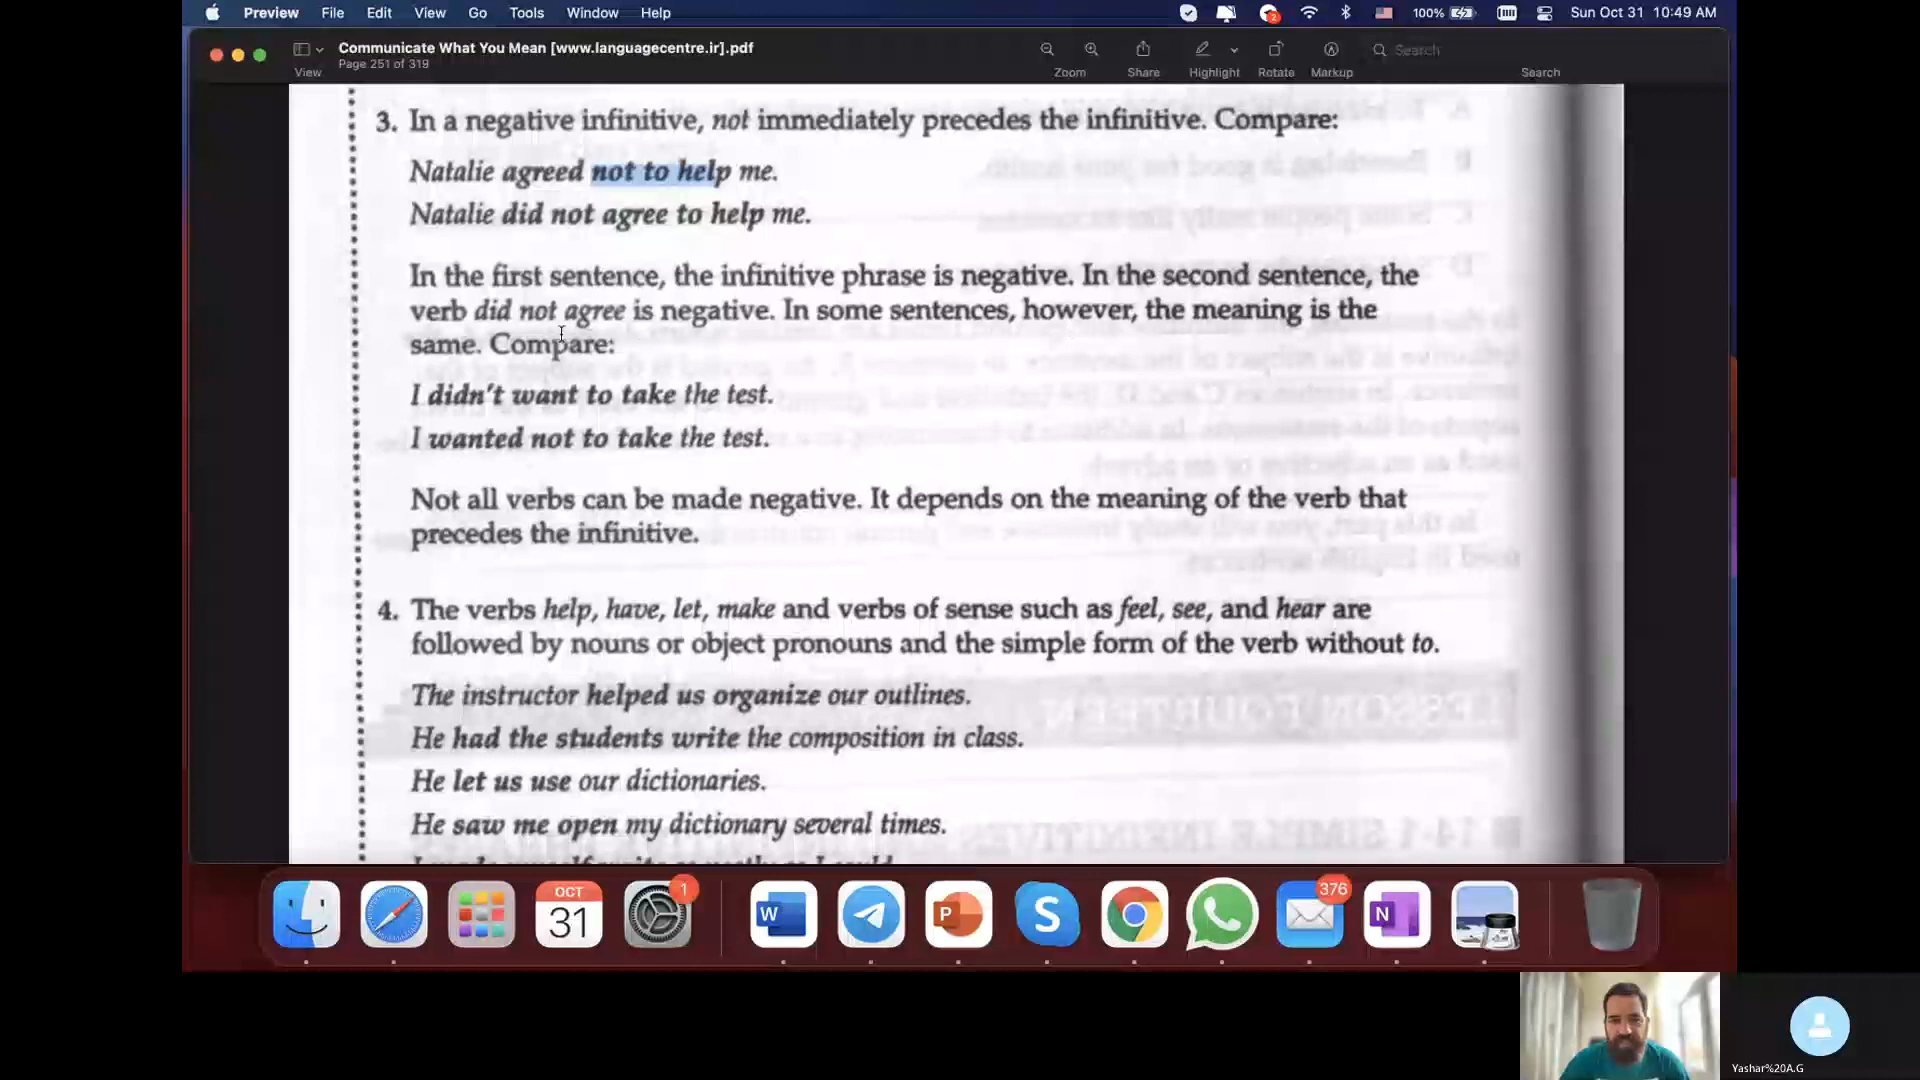 Preview File Edit View Go Tools Window Help 2 100% Sun Oct 31 10:49 AM
Communicate What You Mean [www.languagecentre.ir].pdf
Page 251 of 319
Search
View Zoom Share Highlight Rotate Markup Search
3. In a negative infinitive, not immediately precedes the infinitive. Compare:
Natalie agreed not to help me.
Natalie did not agree to help me.
In the first sentence, the infinitive phrase is negative. In the second sentence, the
verb did not agree is negative. In some sentences, however, the meaning is the
same. Compare:
I didn't want to take the test.
I wanted not to take the test.
Not all verbs can be made negative. It depends on the meaning of the verb that
precedes the infinitive.
4. The verbs help, have, let, make and verbs of sense such as feel, see, and hear are
followed by nouns or object pronouns and the simple form of the verb without to.
The instructor helped us organize our outlines.
He had the students write the composition in class.
He let us use our dictionaries.
He saw me open my dictionary several times.
OCT
31
1
W
P
S
376
N
Yashar%20A.G